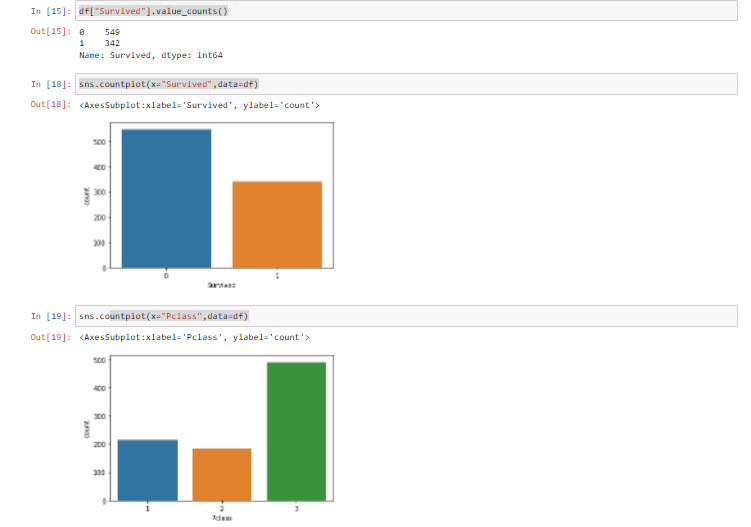 In [15]: df["Survived"].value_counts()
Out[15]: 0    549
1    342
Name: Survived, dtype: int64
In [18]: sns.countplot(x="Survived",data=df)
Out[18]: <AxesSubplot:xlabel='Survived', ylabel='count'>
500
400
300
200
100
0
count
0 1
Survived
In [19]: sns.countplot(x="Pclass",data=df)
Out[19]: <AxesSubplot:xlabel='Pclass', ylabel='count'>
500
400
300
200
100
0
count
1 2 3
Pclass